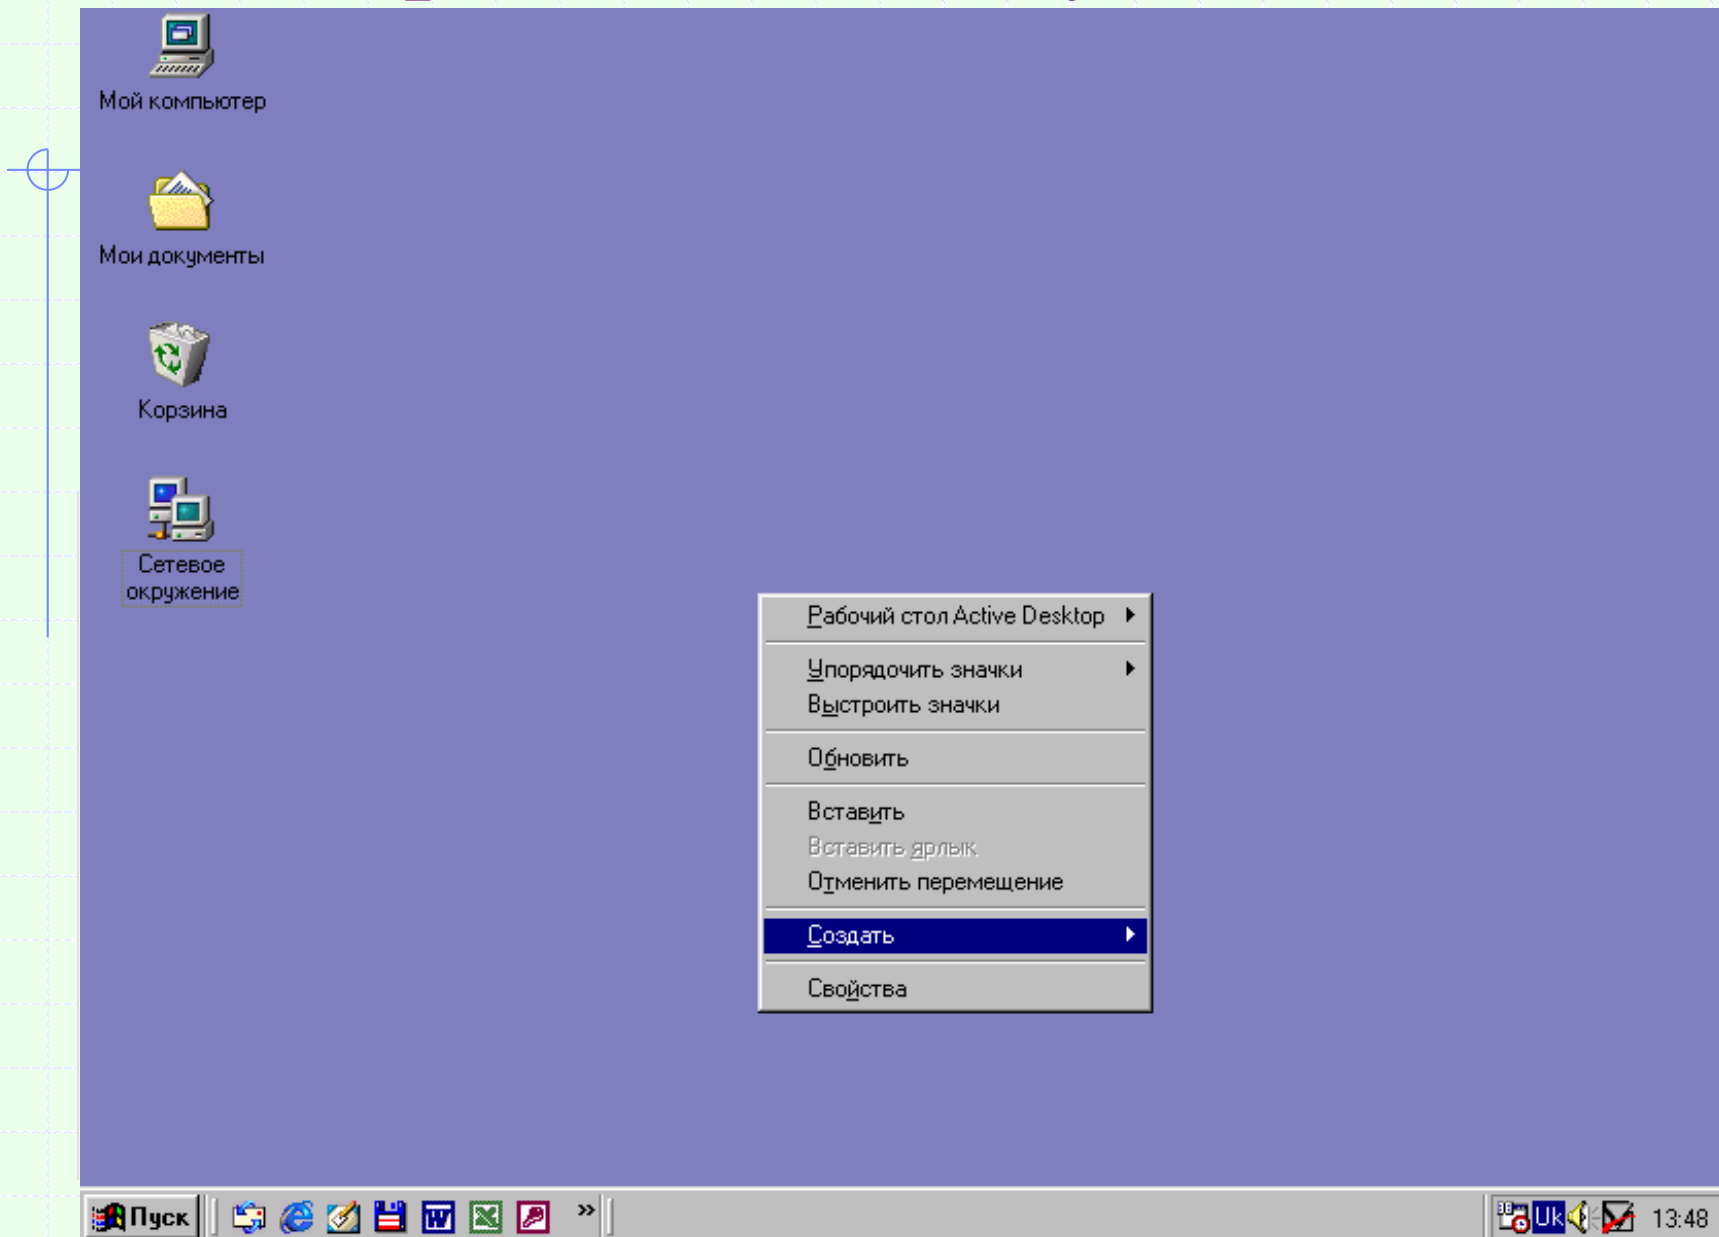 Мой компьютер
Мои документы
Корзина
Сетевое
окружение
Рабочий стол Active Desktop
Упорядочить значки
Выстроить значки
Обновить
Вставить
Вставить ярлык
Отменить перемещение
Создать
Свойства
Пуск
»
Uk
13:48